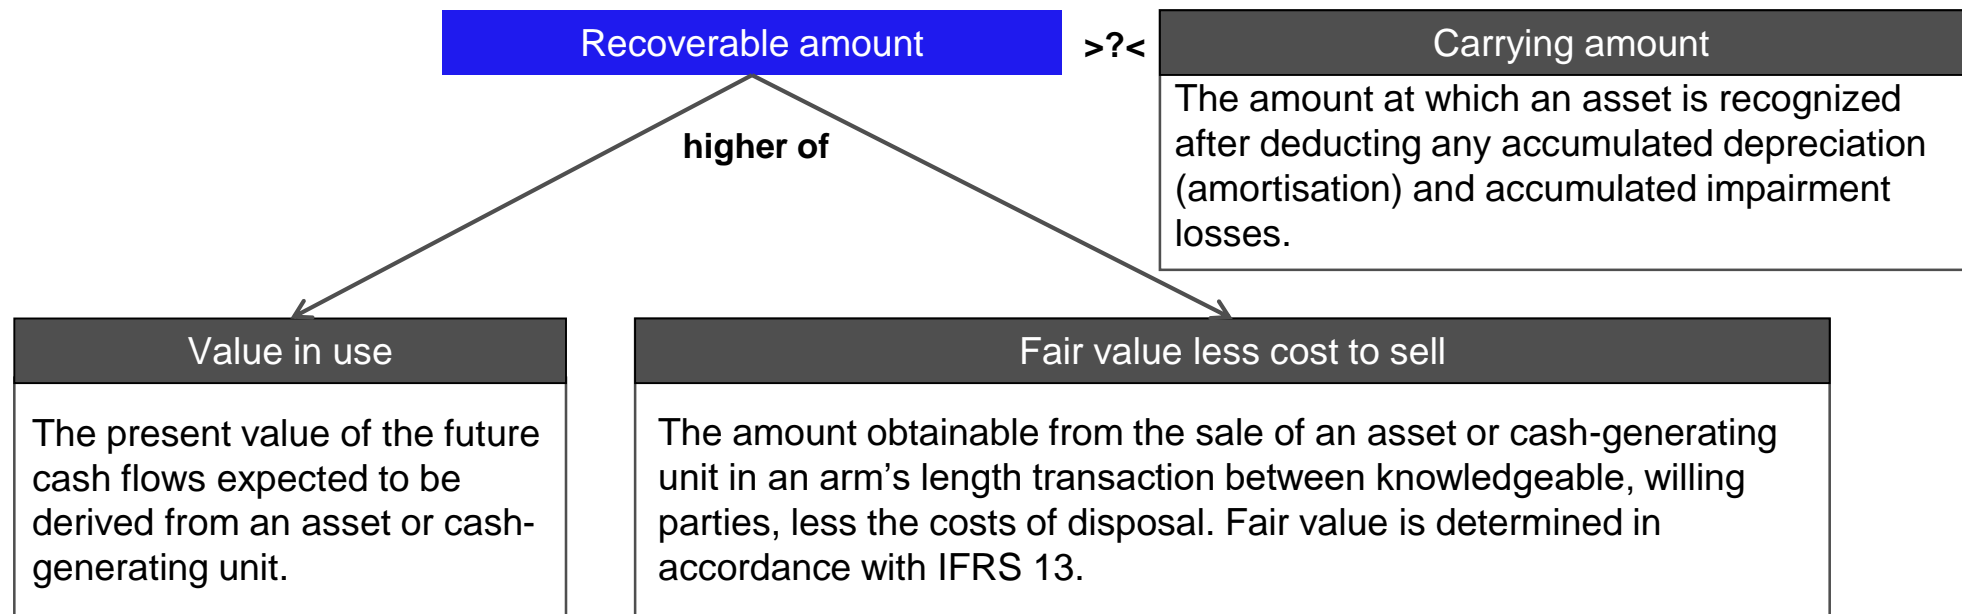 Recoverable amount
>?<
Carrying amount
The amount at which an asset is recognized
after deducting any accumulated depreciation
(amortisation) and accumulated impairment
losses.
higher of
Value in use
The present value of the future
cash flows expected to be
derived from an asset or cash-
generating unit.
Fair value less cost to sell
The amount obtainable from the sale of an asset or cash-generating
unit in an arm’s length transaction between knowledgeable, willing
parties, less the costs of disposal. Fair value is determined in
accordance with IFRS 13.